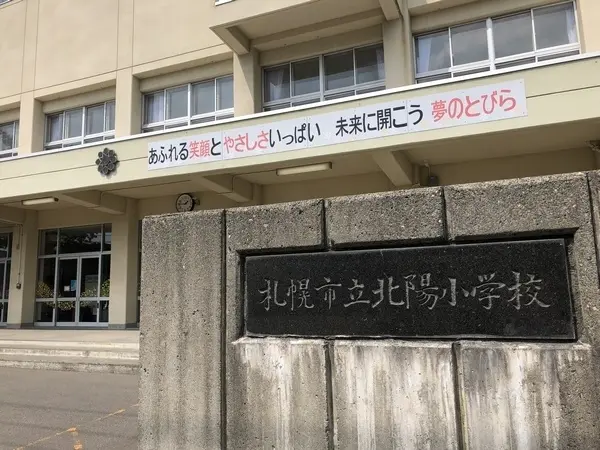 あふれる笑顔とやさしさいっぱい 未来に開こう 夢のとびら
札幌市立北陽小学校